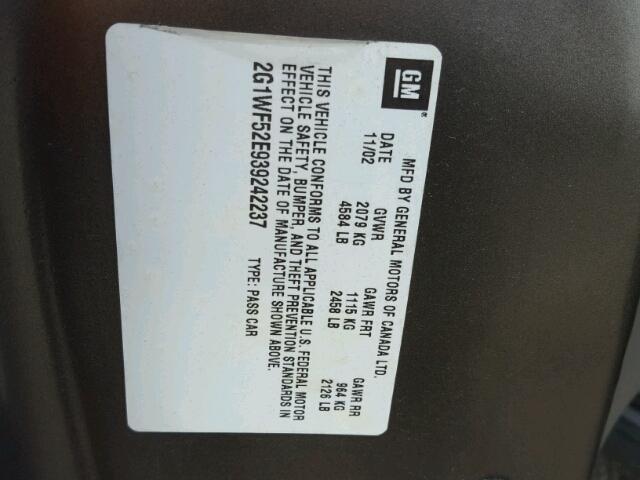 GM®
MFD BY GENERAL MOTORS OF CANADA LTD.
DATE GVWR GAWR FRT GAWR RR
11/02 2079 KG 1115 KG 964 KG
4584 LB 2458 LB 2126 LB
THIS VEHICLE CONFORMS TO ALL APPLICABLE U.S. FEDERAL MOTOR
VEHICLE SAFETY, BUMPER, AND THEFT PREVENTION STANDARDS IN
EFFECT ON THE DATE OF MANUFACTURE SHOWN ABOVE.
2G1WF52E939242237 TYPE: PASS CAR